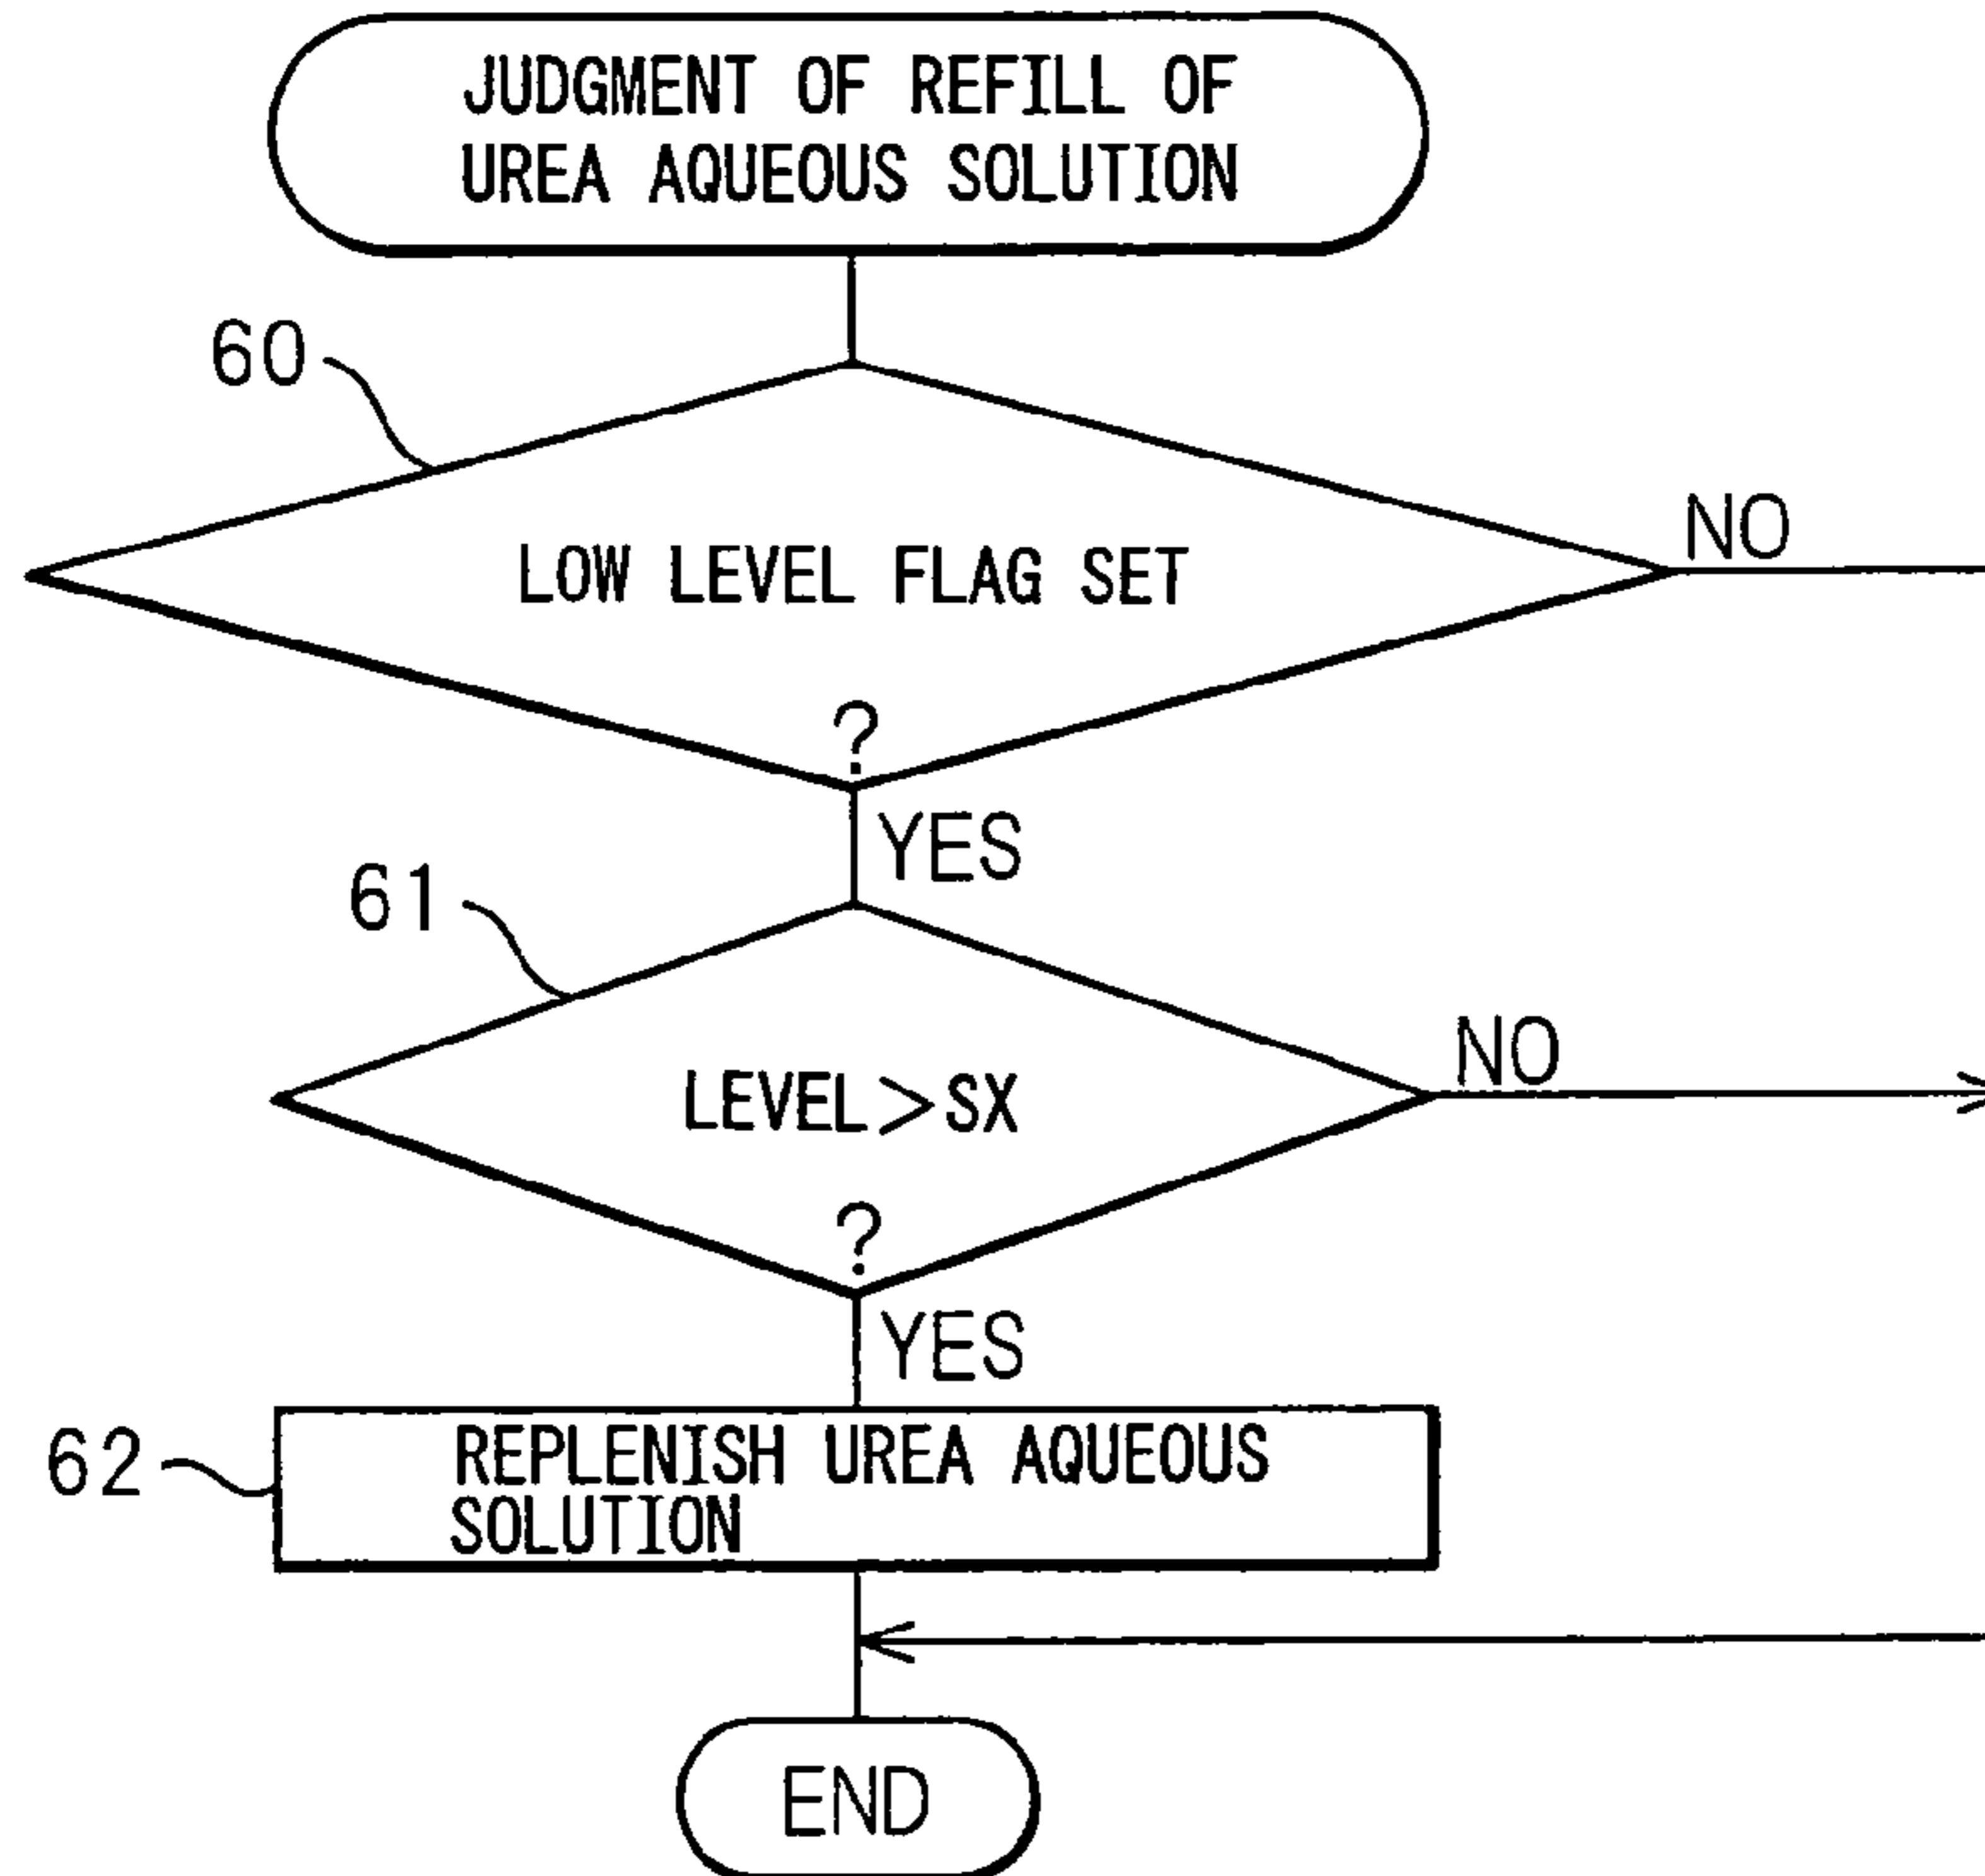 JUDGMENT OF REFILL OF
UREA AQUEOUS SOLUTION
60
LOW LEVEL FLAG SET
NO
?
YES
61
LEVEL>SX
NO
?
YES
62
REPLENISH UREA AQUEOUS
SOLUTION
END